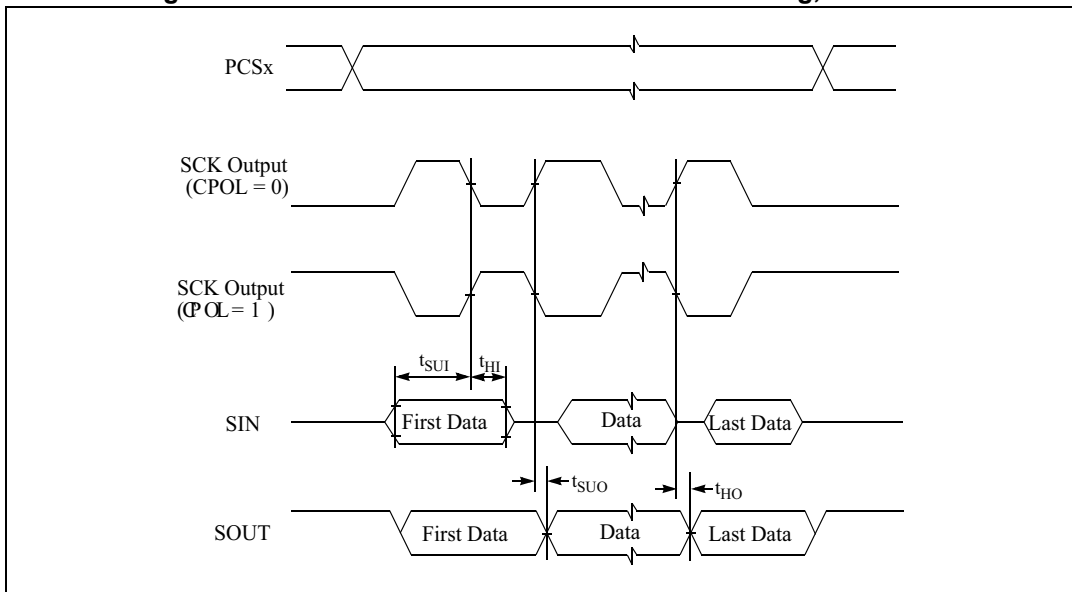 PCSx
SCK Output
(CPOL = 0)
SCK Output
(CPOL = 1 )
tSUI
tHI
SIN
First Data
Data
Last Data
tSUO
tHO
SOUT
First Data
Data
Last Data